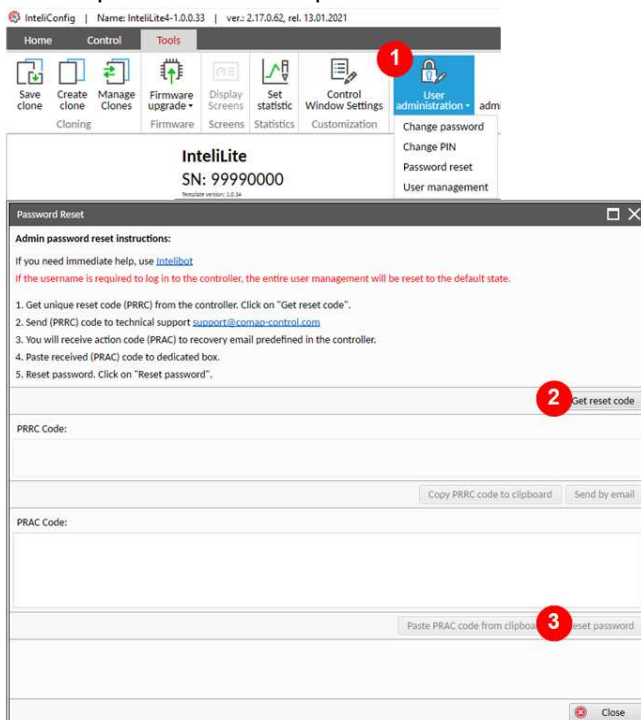 InteliConfig | Name: InteliLite4-1.0.0.33 | ver.: 2.17.0.62, rel. 13.01.2021
Home Control Tools
1
Save clone Create clone Manage Clones Firmware upgrade Display Screens Set statistic Control Window Settings User administration admi
Cloning Firmware Screens Statistics Customization
Change password
Change PIN
Password reset
User management
InteliLite
SN: 99990000
Template version: 1.0.34
Password Reset
Admin password reset instructions:
If you need immediate help, use Intelibot
If the username is required to log in to the controller, the entire user management will be reset to the default state.
1. Get unique reset code (PRRC) from the controller. Click on "Get reset code".
2. Send (PRRC) code to technical support support@comap-control.com
3. You will receive action code (PRAC) to recovery email predefined in the controller.
4. Paste received (PRAC) code to dedicated box.
5. Reset password. Click on "Reset password".
2 Get reset code
PRRC Code:
Copy PRRC code to clipboard Send by email
PRAC Code:
Paste PRAC code from clipboa 3 eset password
Close